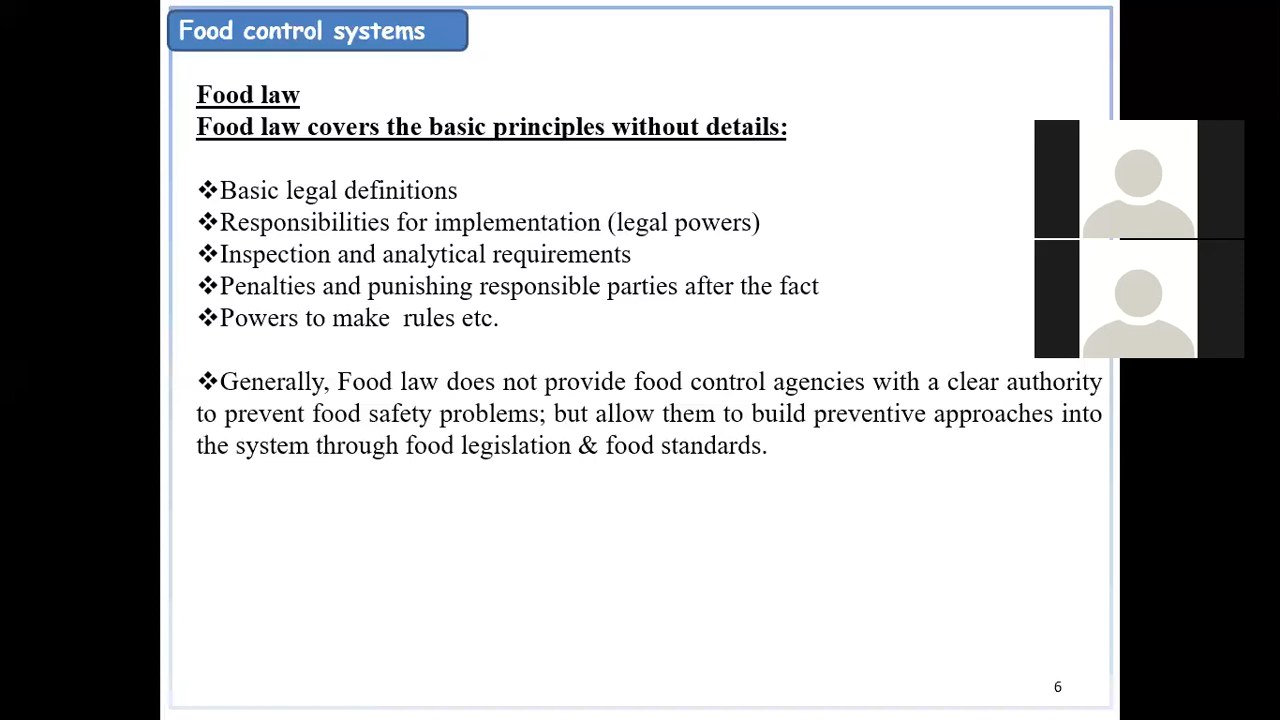 Food control systems
Food law
Food law covers the basic principles without details:
❖Basic legal definitions
❖Responsibilities for implementation (legal powers)
❖Inspection and analytical requirements
❖Penalties and punishing responsible parties after the fact
❖Powers to make  rules etc.
❖Generally, Food law does not provide food control agencies with a clear authority
to prevent food safety problems; but allow them to build preventive approaches into
the system through food legislation & food standards.
6